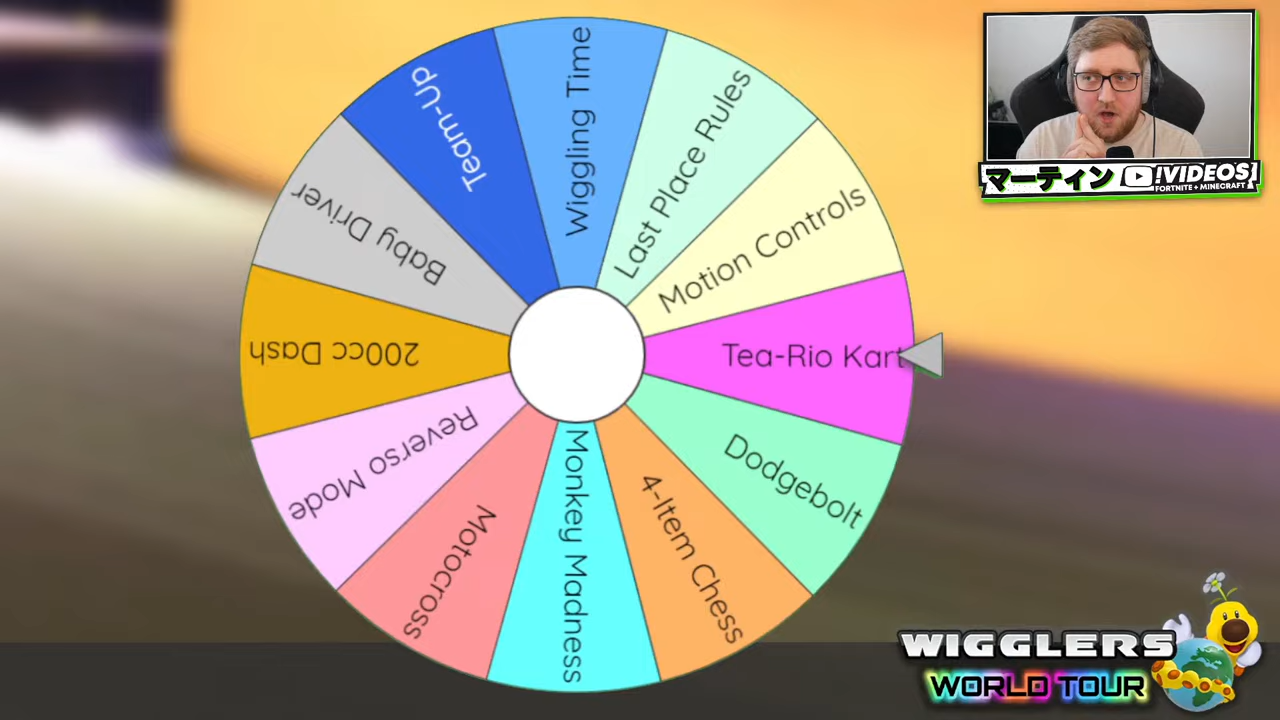 マーティン
!VIDEOS
FORTNITE + MINECRAFT
Wiggling Time
Last Place Rules
Motion Controls
Tea-Rio Kart
Dodgebolt
4-Item Chess
Monkey Madness
Motocross
Reverso Mode
200cc Dash
Baby Driver
Team-Up
WIGGLERS
WORLD TOUR